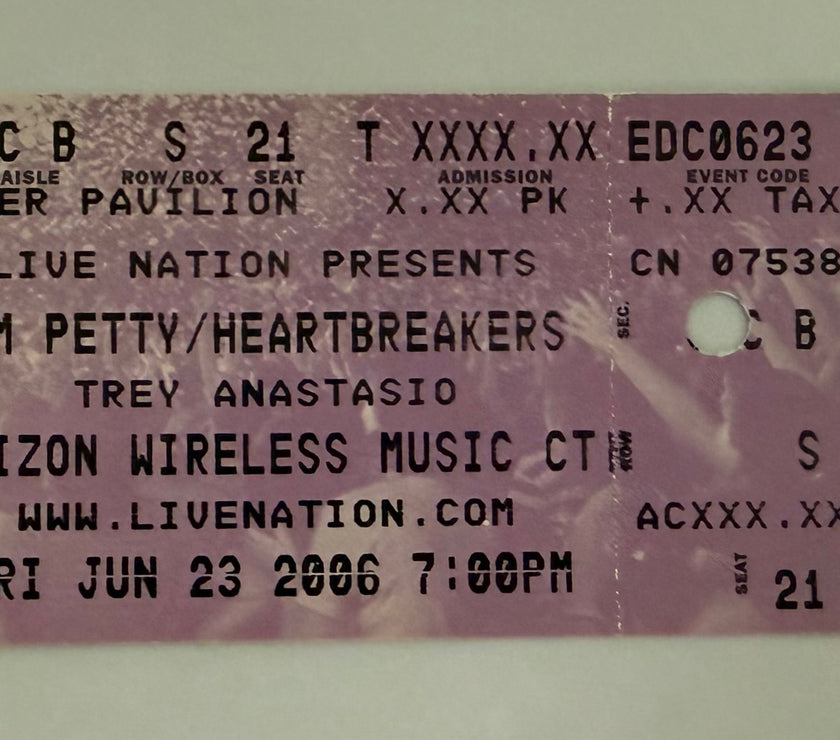 C B S 21 T XXXX.XX EDC0623
AISLE ROW/BOX SEAT ADMISSION EVENT CODE
ER PAVILION X.XX PK +.XX TAX
LIVE NATION PRESENTS CN 07538
M PETTY/HEARTBREAKERS SEC. C B
TREY ANASTASIO
IZON WIRELESS MUSIC CT ROW S
WWW.LIVENATION.COM ACXXX.XX
RI JUN 23 2006 7:00PM SEAT 21